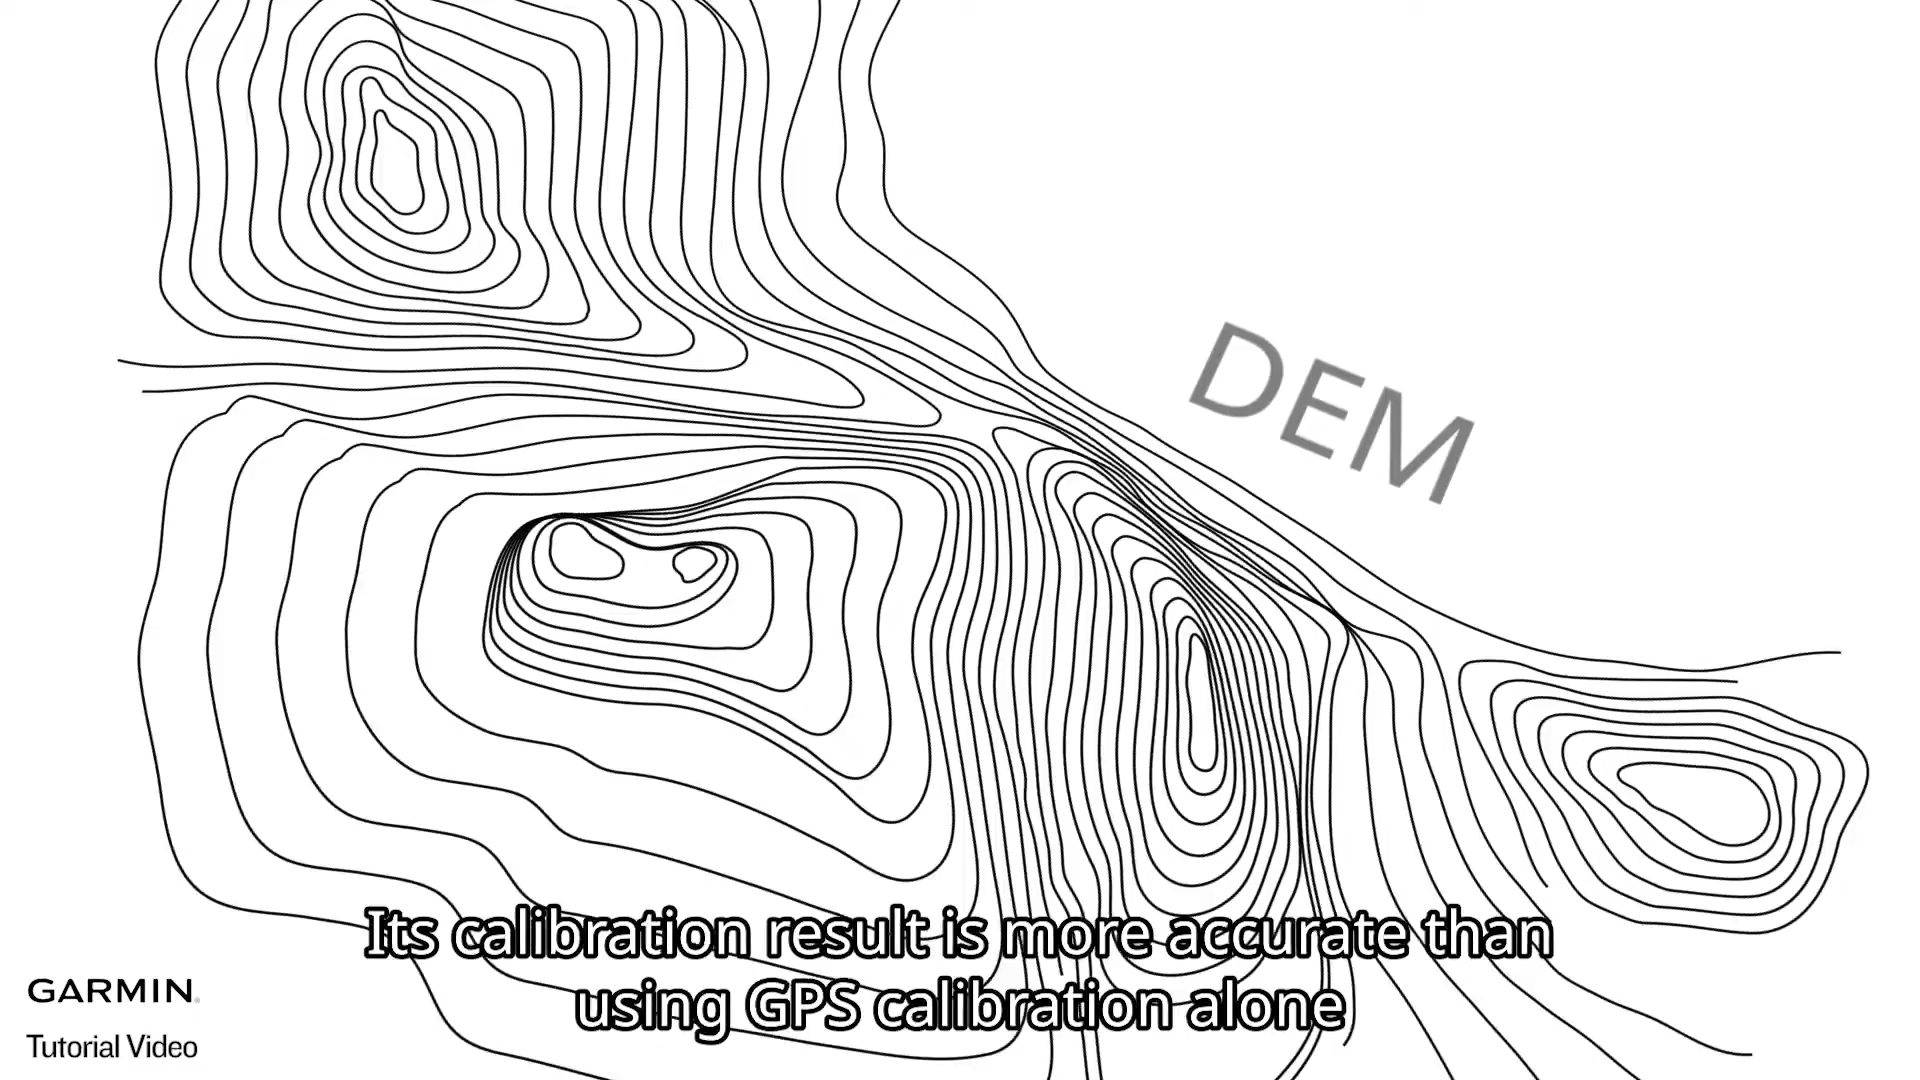 DEM
Its calibration result is more accurate than
using GPS calibration alone
GARMIN
Tutorial Video